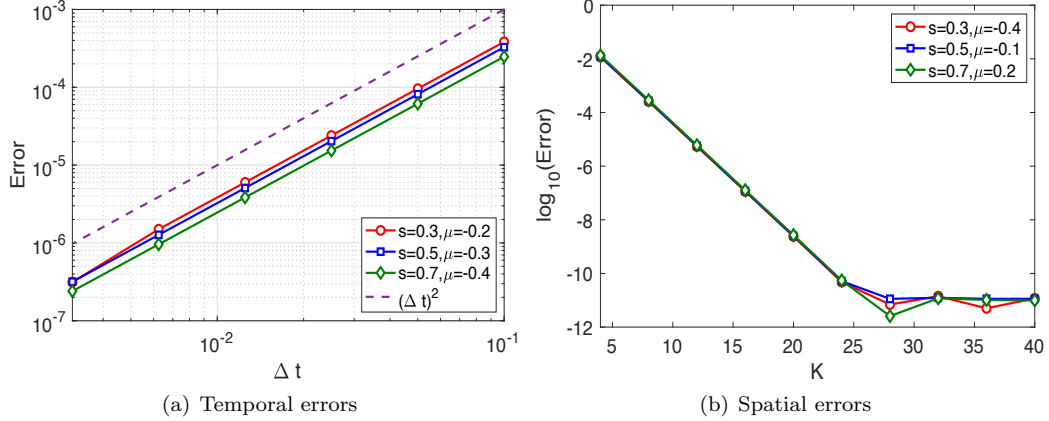 10^-3
10^-4
10^-5
10^-6
10^-7
Error
10^-2
10^-1
Δ t
s=0.3,μ=-0.2
s=0.5,μ=-0.3
s=0.7,μ=-0.4
(Δ t)^2
(a) Temporal errors
0
-2
-4
-6
-8
-10
-12
log_10(Error)
5
10
15
20
25
30
35
40
K
s=0.3,μ=-0.4
s=0.5,μ=-0.1
s=0.7,μ=0.2
(b) Spatial errors